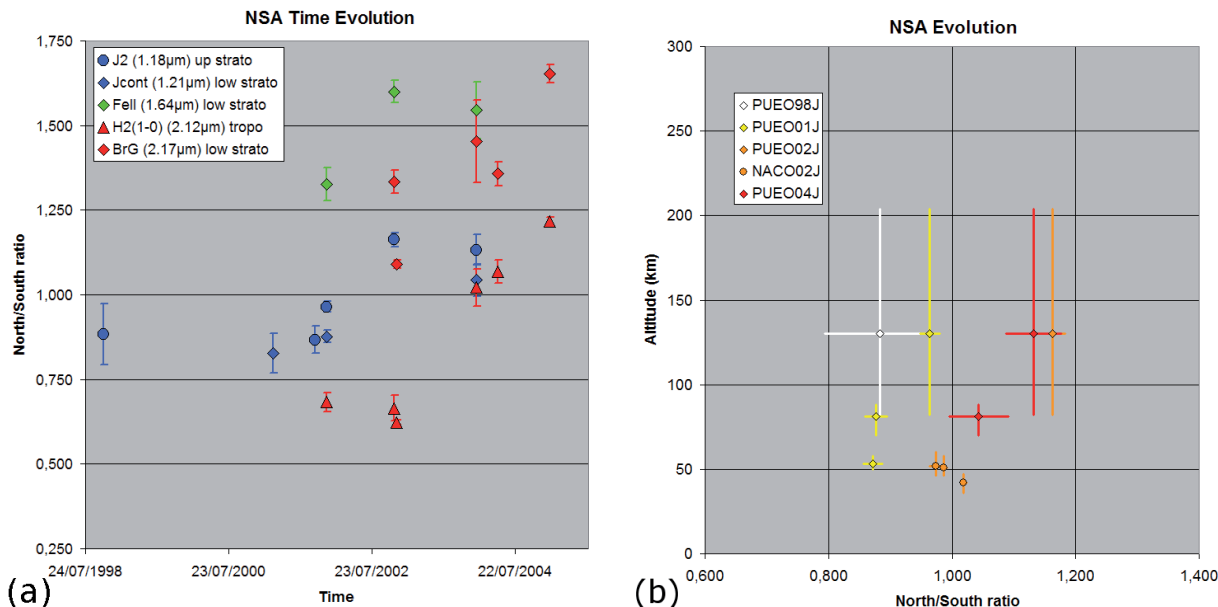 NSA Time Evolution
1,750
1,500
1,250
1,000
0,750
0,500
0,250
North/South ratio
J2 (1.18µm) up strato
Jcont (1.21µm) low strato
FeII (1.64µm) low strato
H2(1-0) (2.12µm) tropo
BrG (2.17µm) low strato
24/07/1998
23/07/2000
23/07/2002
22/07/2004
Time
(a)
NSA Evolution
300
250
200
150
100
50
0
Altitude (km)
PUEO98J
PUEO01J
PUEO02J
NACO02J
PUEO04J
0,600
0,800
1,000
1,200
1,400
North/South ratio
(b)